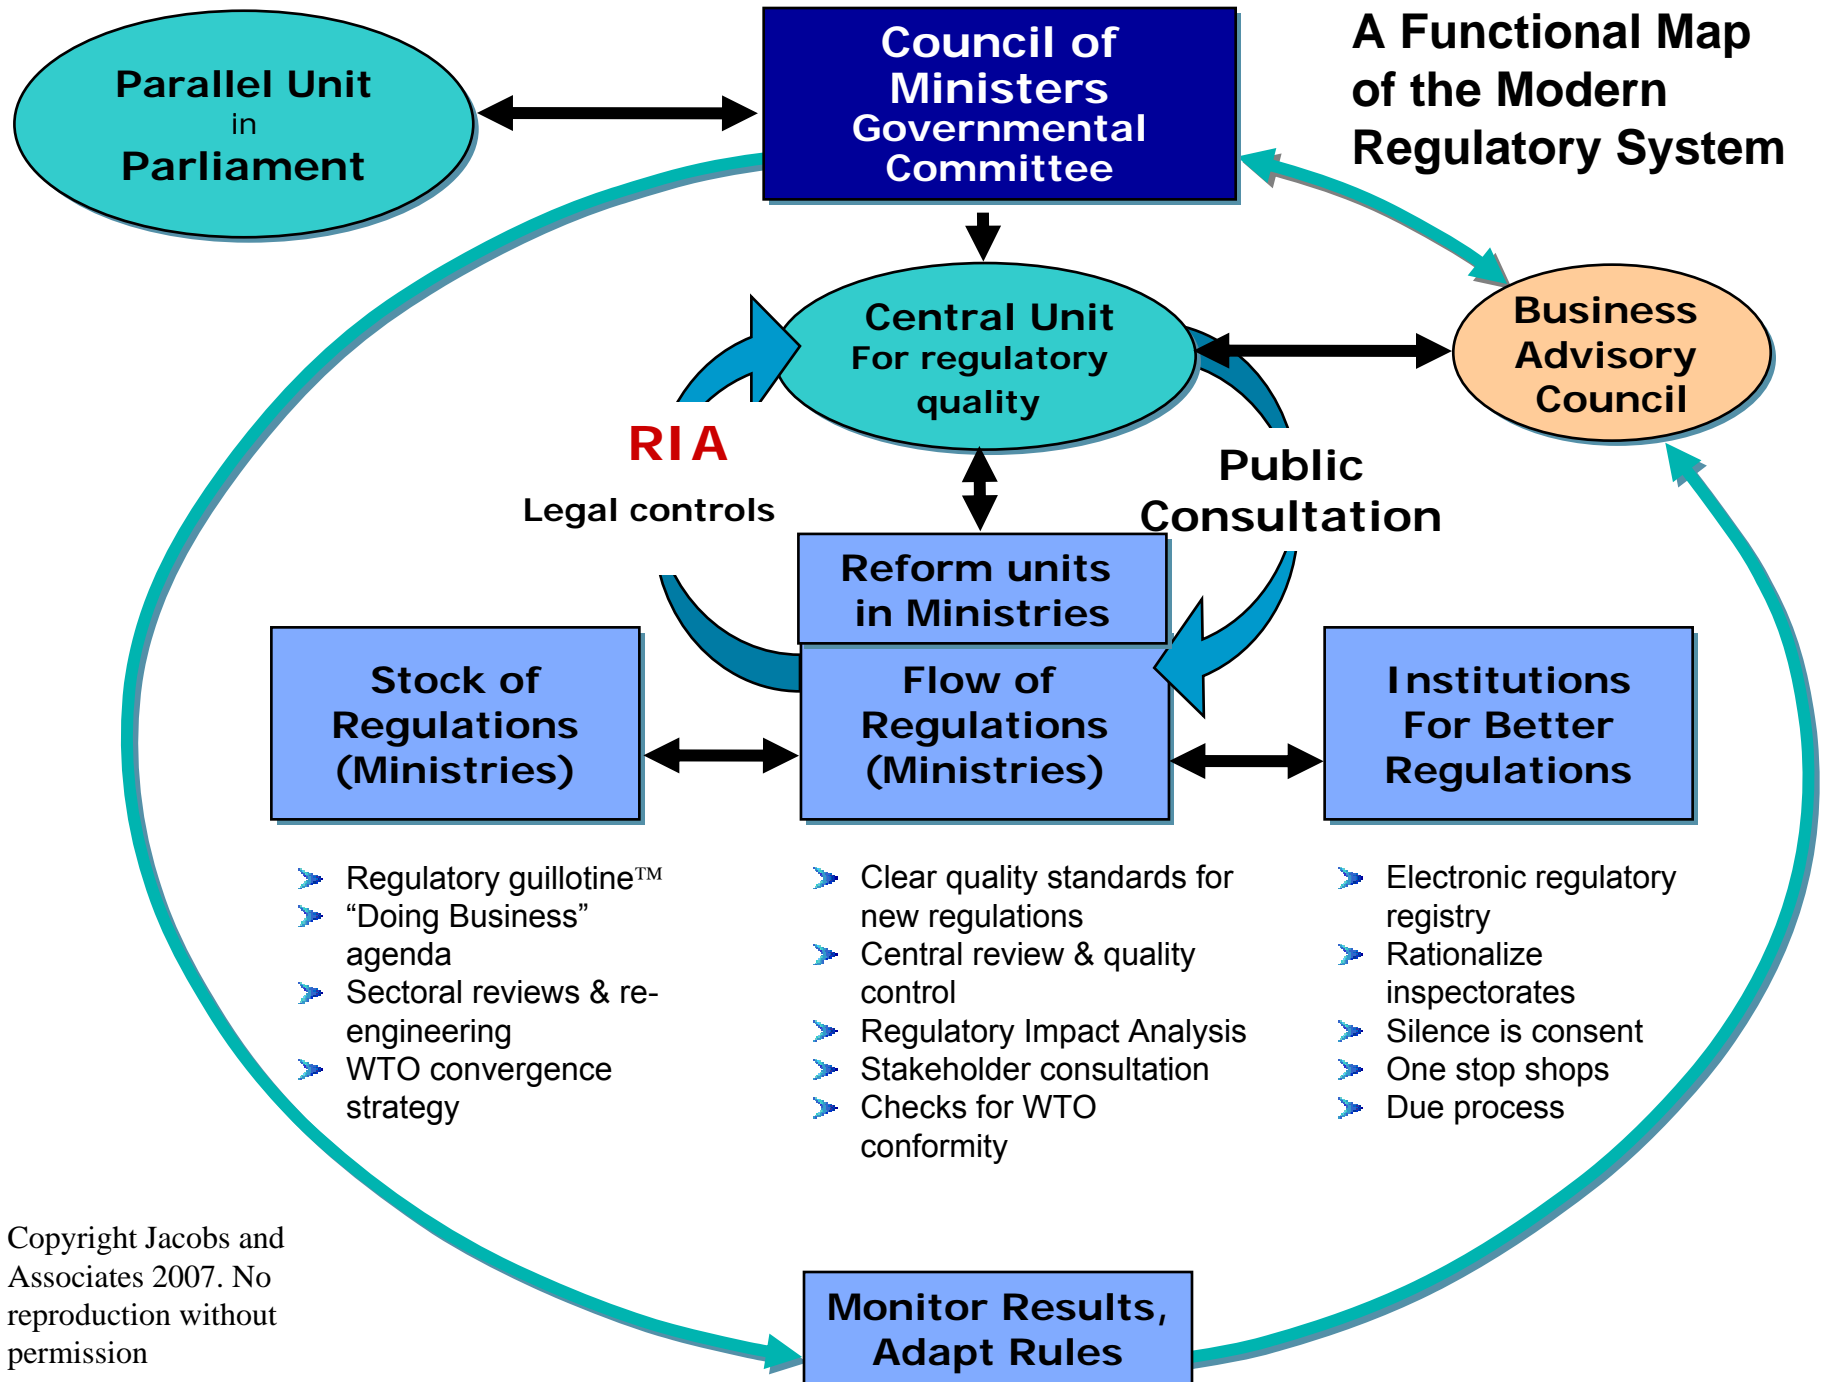 Parallel Unit
in
Parliament
Council of
Ministers
Governmental
Committee
A Functional Map
of the Modern
Regulatory System
Central Unit
For regulatory
quality
Business
Advisory
Council
RIA
Legal controls
Public
Consultation
Reform units
in Ministries
Stock of
Regulations
(Ministries)
Flow of
Regulations
(Ministries)
Institutions
For Better
Regulations
Regulatory guillotine™
“Doing Business”
agenda
Sectoral reviews & re-
engineering
WTO convergence
strategy
Clear quality standards for
new regulations
Central review & quality
control
Regulatory Impact Analysis
Stakeholder consultation
Checks for WTO
conformity
Electronic regulatory
registry
Rationalize
inspectorates
Silence is consent
One stop shops
Due process
Copyright Jacobs and
Associates 2007. No
reproduction without
permission
Monitor Results,
Adapt Rules